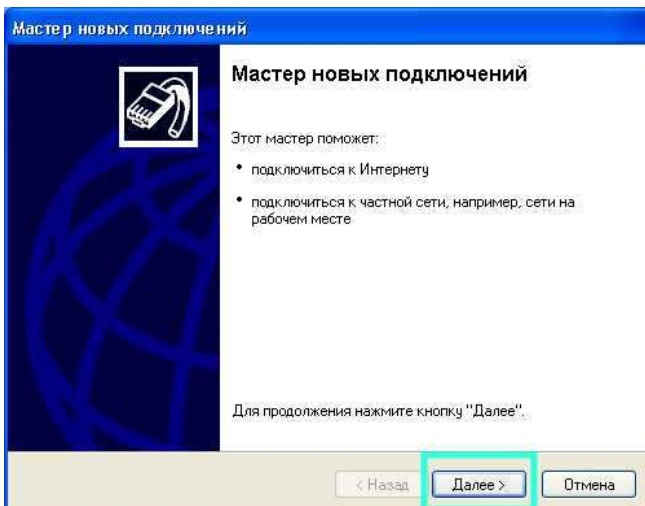 Мастер новых подключений
Мастер новых подключений
Этот мастер поможет:
• подключиться к Интернету
• подключиться к частной сети, например, сети на
рабочем месте
Для продолжения нажмите кнопку "Далее".
< Назад Далее > Отмена